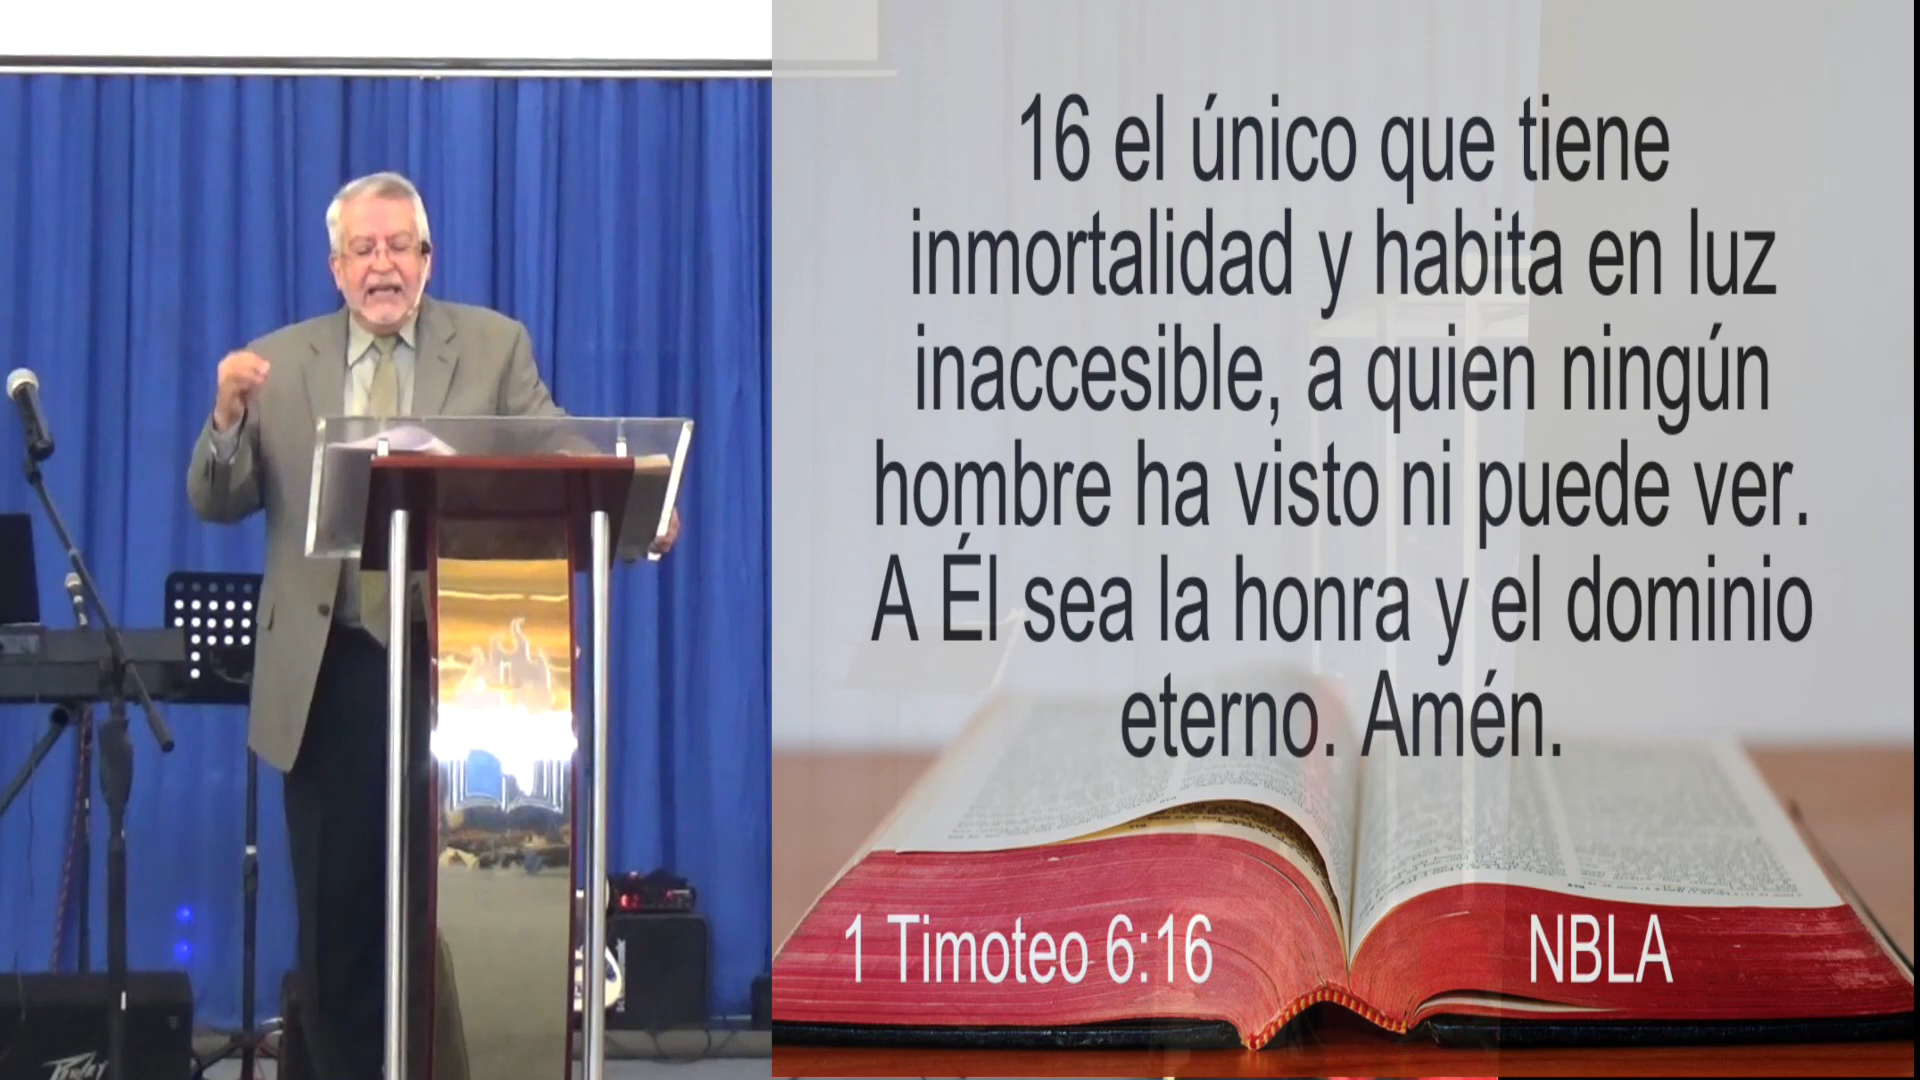 16 el único que tiene
inmortalidad y habita en luz
inaccesible, a quien ningún
hombre ha visto ni puede ver.
A Él sea la honra y el dominio
eterno. Amén.
1 Timoteo 6:16 NBLA
Peavey